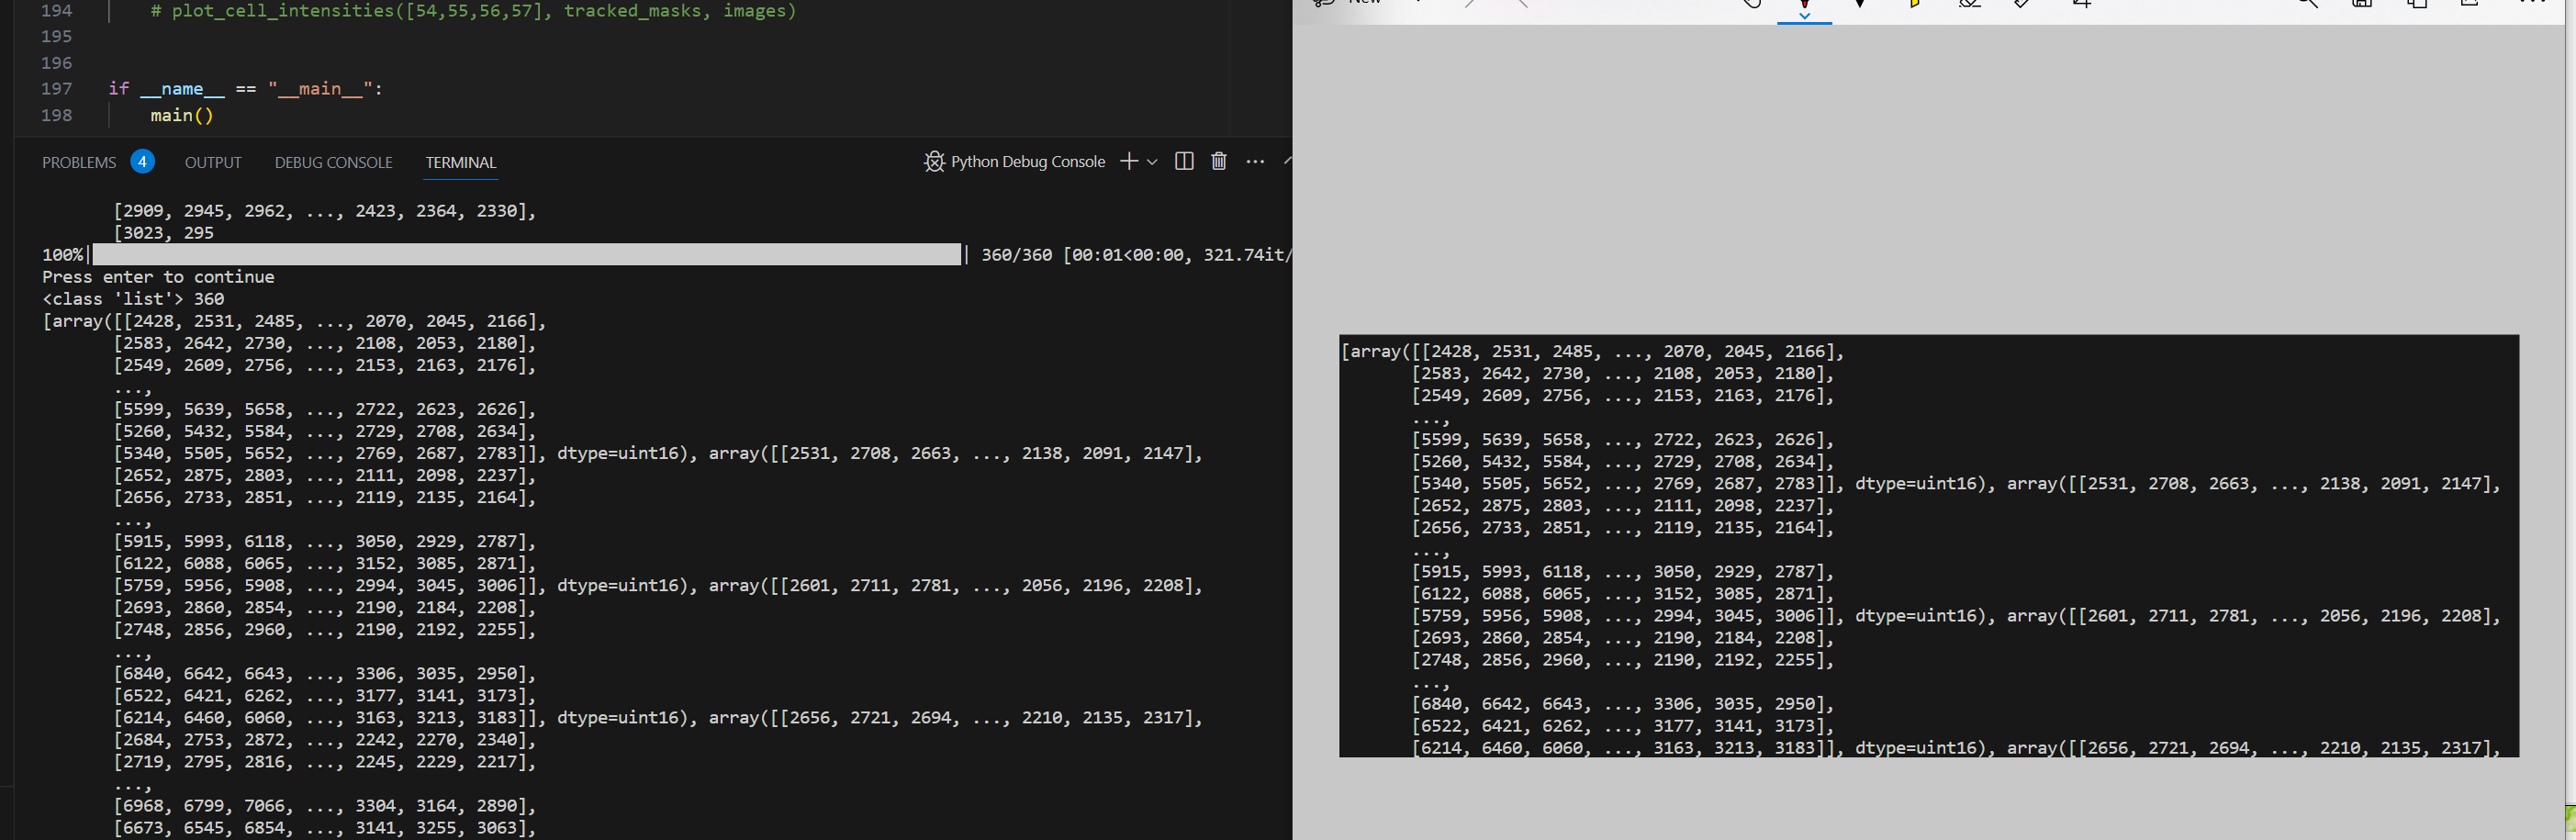 194 # plot_cell_intensities([54,55,56,57], tracked_masks, images)
195
196
197 if __name__ == "__main__":
198 main()
PROBLEMS 4 OUTPUT DEBUG CONSOLE TERMINAL Python Debug Console
[2909, 2945, 2962, ..., 2423, 2364, 2330],
[3023, 295
100%| | 360/360 [00:01<00:00, 321.74it/
Press enter to continue
<class 'list'> 360
[array([[2428, 2531, 2485, ..., 2070, 2045, 2166],
[2583, 2642, 2730, ..., 2108, 2053, 2180],
[2549, 2609, 2756, ..., 2153, 2163, 2176],
...,
[5599, 5639, 5658, ..., 2722, 2623, 2626],
[5260, 5432, 5584, ..., 2729, 2708, 2634],
[5340, 5505, 5652, ..., 2769, 2687, 2783]], dtype=uint16), array([[2531, 2708, 2663, ..., 2138, 2091, 2147],
[2652, 2875, 2803, ..., 2111, 2098, 2237],
[2656, 2733, 2851, ..., 2119, 2135, 2164],
...,
[5915, 5993, 6118, ..., 3050, 2929, 2787],
[6122, 6088, 6065, ..., 3152, 3085, 2871],
[5759, 5956, 5908, ..., 2994, 3045, 3006]], dtype=uint16), array([[2601, 2711, 2781, ..., 2056, 2196, 2208],
[2693, 2860, 2854, ..., 2190, 2184, 2208],
[2748, 2856, 2960, ..., 2190, 2192, 2255],
...,
[6840, 6642, 6643, ..., 3306, 3035, 2950],
[6522, 6421, 6262, ..., 3177, 3141, 3173],
[6214, 6460, 6060, ..., 3163, 3213, 3183]], dtype=uint16), array([[2656, 2721, 2694, ..., 2210, 2135, 2317],
[2684, 2753, 2872, ..., 2242, 2270, 2340],
[2719, 2795, 2816, ..., 2245, 2229, 2217],
...,
[6968, 6799, 7066, ..., 3304, 3164, 2890],
[6673, 6545, 6854, ..., 3141, 3255, 3063],
New
[array([[2428, 2531, 2485, ..., 2070, 2045, 2166],
[2583, 2642, 2730, ..., 2108, 2053, 2180],
[2549, 2609, 2756, ..., 2153, 2163, 2176],
...,
[5599, 5639, 5658, ..., 2722, 2623, 2626],
[5260, 5432, 5584, ..., 2729, 2708, 2634],
[5340, 5505, 5652, ..., 2769, 2687, 2783]], dtype=uint16), array([[2531, 2708, 2663, ..., 2138, 2091, 2147],
[2652, 2875, 2803, ..., 2111, 2098, 2237],
[2656, 2733, 2851, ..., 2119, 2135, 2164],
...,
[5915, 5993, 6118, ..., 3050, 2929, 2787],
[6122, 6088, 6065, ..., 3152, 3085, 2871],
[5759, 5956, 5908, ..., 2994, 3045, 3006]], dtype=uint16), array([[2601, 2711, 2781, ..., 2056, 2196, 2208],
[2693, 2860, 2854, ..., 2190, 2184, 2208],
[2748, 2856, 2960, ..., 2190, 2192, 2255],
...,
[6840, 6642, 6643, ..., 3306, 3035, 2950],
[6522, 6421, 6262, ..., 3177, 3141, 3173],
[6214, 6460, 6060, ..., 3163, 3213, 3183]], dtype=uint16), array([[2656, 2721, 2694, ..., 2210, 2135, 2317],